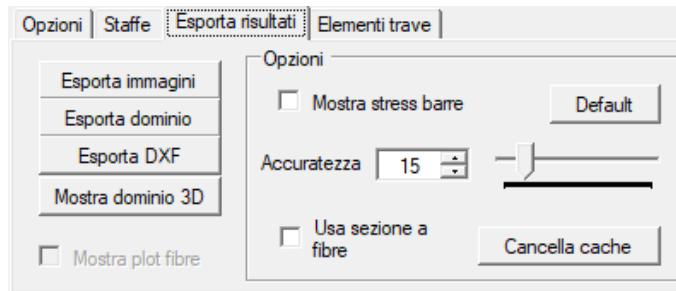 Opzioni Staffe Esporta risultati Elementi trave
Esporta immagini
Esporta dominio
Esporta DXF
Mostra dominio 3D
Mostra plot fibre
Opzioni
Mostra stress barre Default
Accuratezza 15
Usa sezione a
fibre
Cancella cache